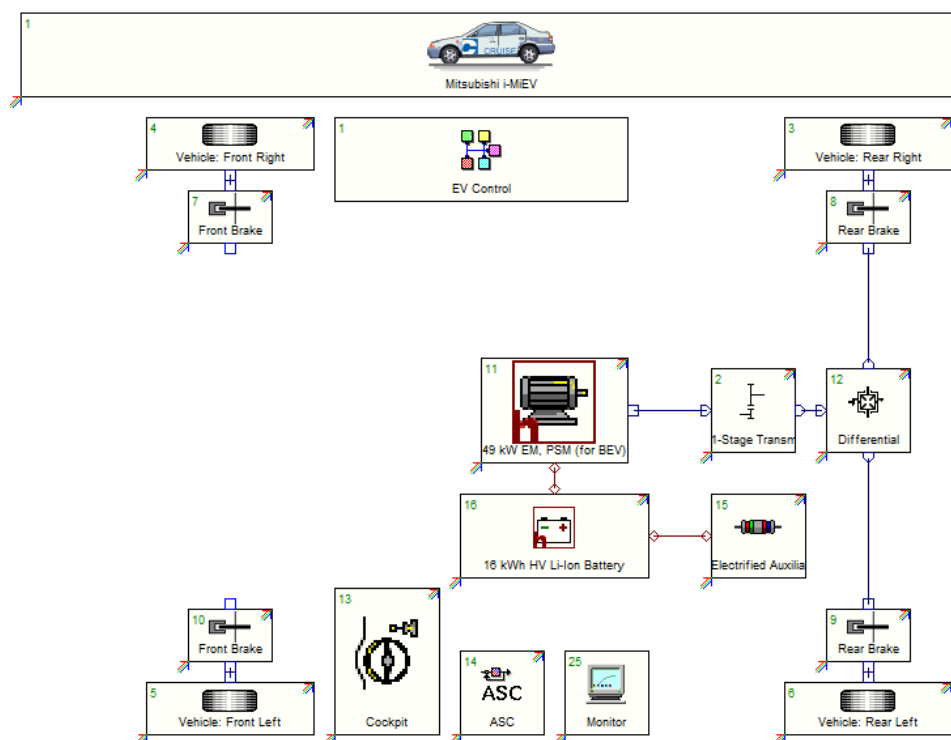 1
CRUISE
Mitsubishi i-MiEV
4
Vehicle: Front Right
1
EV Control
3
Vehicle: Rear Right
7
Front Brake
8
Rear Brake
11
h
49 kW EM, PSM (for BEV)
2
1-Stage Transm
12
Differential
16
h
16 kWh HV Li-Ion Battery
15
Electrified Auxilia
10
Front Brake
13
Cockpit
9
Rear Brake
5
Vehicle: Front Left
14
ASC
ASC
25
Monitor
6
Vehicle: Rear Left